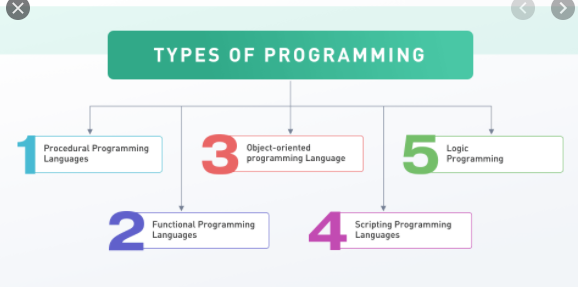 TYPES OF PROGRAMMING
1
Procedural Programming
Languages
2
Functional Programming
Languages
3
Object-oriented
programming Language
4
Scripting Programming
Languages
5
Logic
Programming